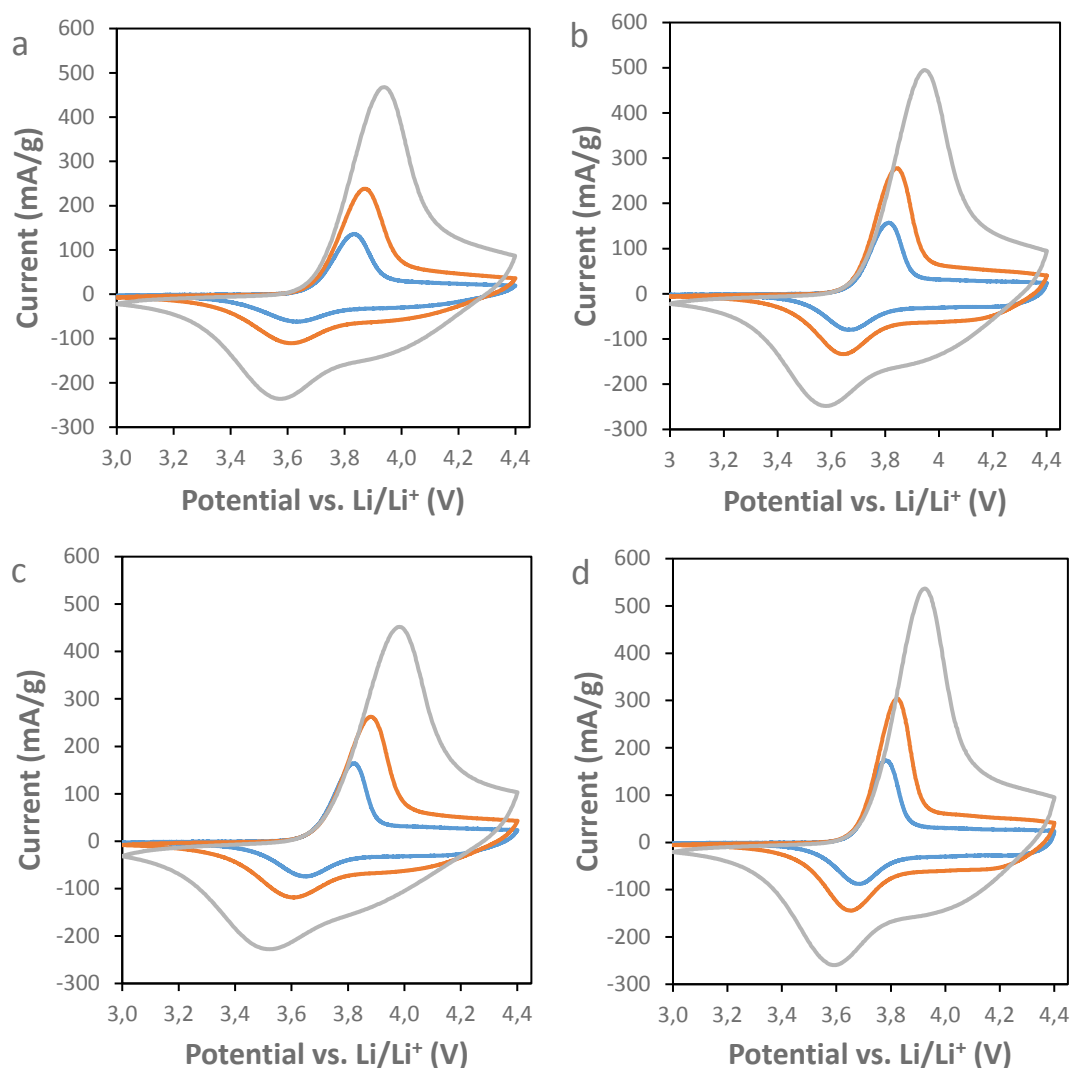 a
Current (mA/g)
600
500
400
300
200
100
0
-100
-200
-300
3,0 3,2 3,4 3,6 3,8 4,0 4,2 4,4
Potential vs. Li/Li⁺ (V)
b
Current (mA/g)
600
500
400
300
200
100
0
-100
-200
-300
3 3,2 3,4 3,6 3,8 4 4,2 4,4
Potential vs. Li/Li⁺ (V)
c
Current (mA/g)
600
500
400
300
200
100
0
-100
-200
-300
3,0 3,2 3,4 3,6 3,8 4,0 4,2 4,4
Potential vs. Li/Li⁺ (V)
d
Current (mA/g)
600
500
400
300
200
100
0
-100
-200
-300
3,0 3,2 3,4 3,6 3,8 4,0 4,2 4,4
Potential vs. Li/Li⁺ (V)